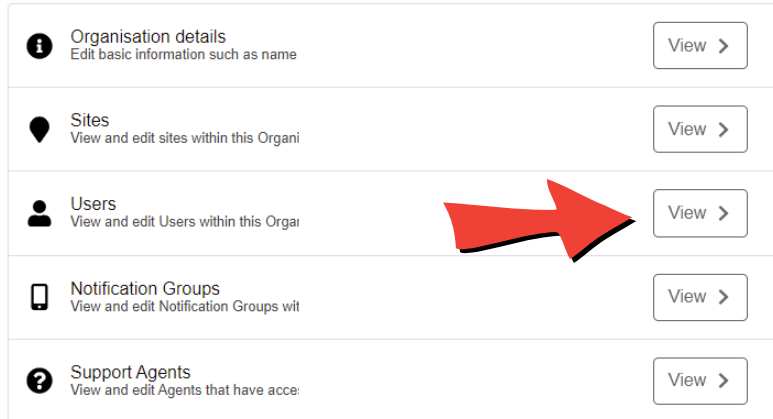 Organisation details
Edit basic information such as name
View
Sites
View and edit sites within this Organi
View
Users
View and edit Users within this Orgar
View
Notification Groups
View and edit Notification Groups wit
View
Support Agents
View and edit Agents that have acce
View